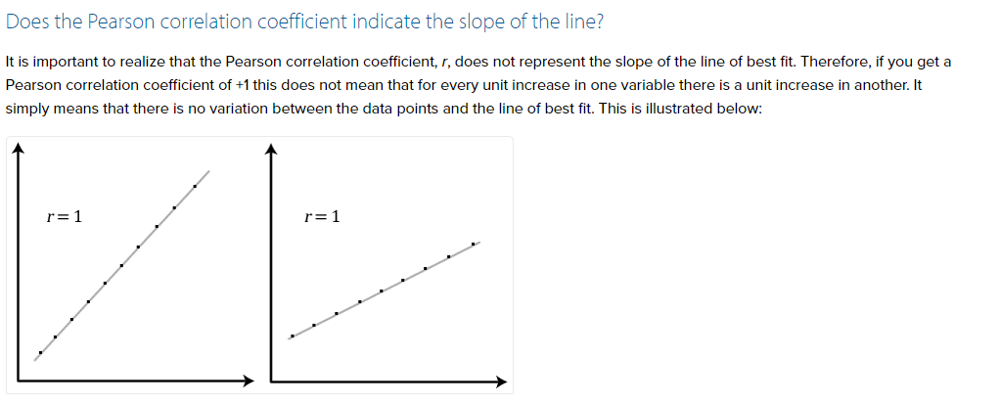 Does the Pearson correlation coefficient indicate the slope of the line?
It is important to realize that the Pearson correlation coefficient, r, does not represent the slope of the line of best fit. Therefore, if you get a
Pearson correlation coefficient of +1 this does not mean that for every unit increase in one variable there is a unit increase in another. It
simply means that there is no variation between the data points and the line of best fit. This is illustrated below:
r=1
r=1